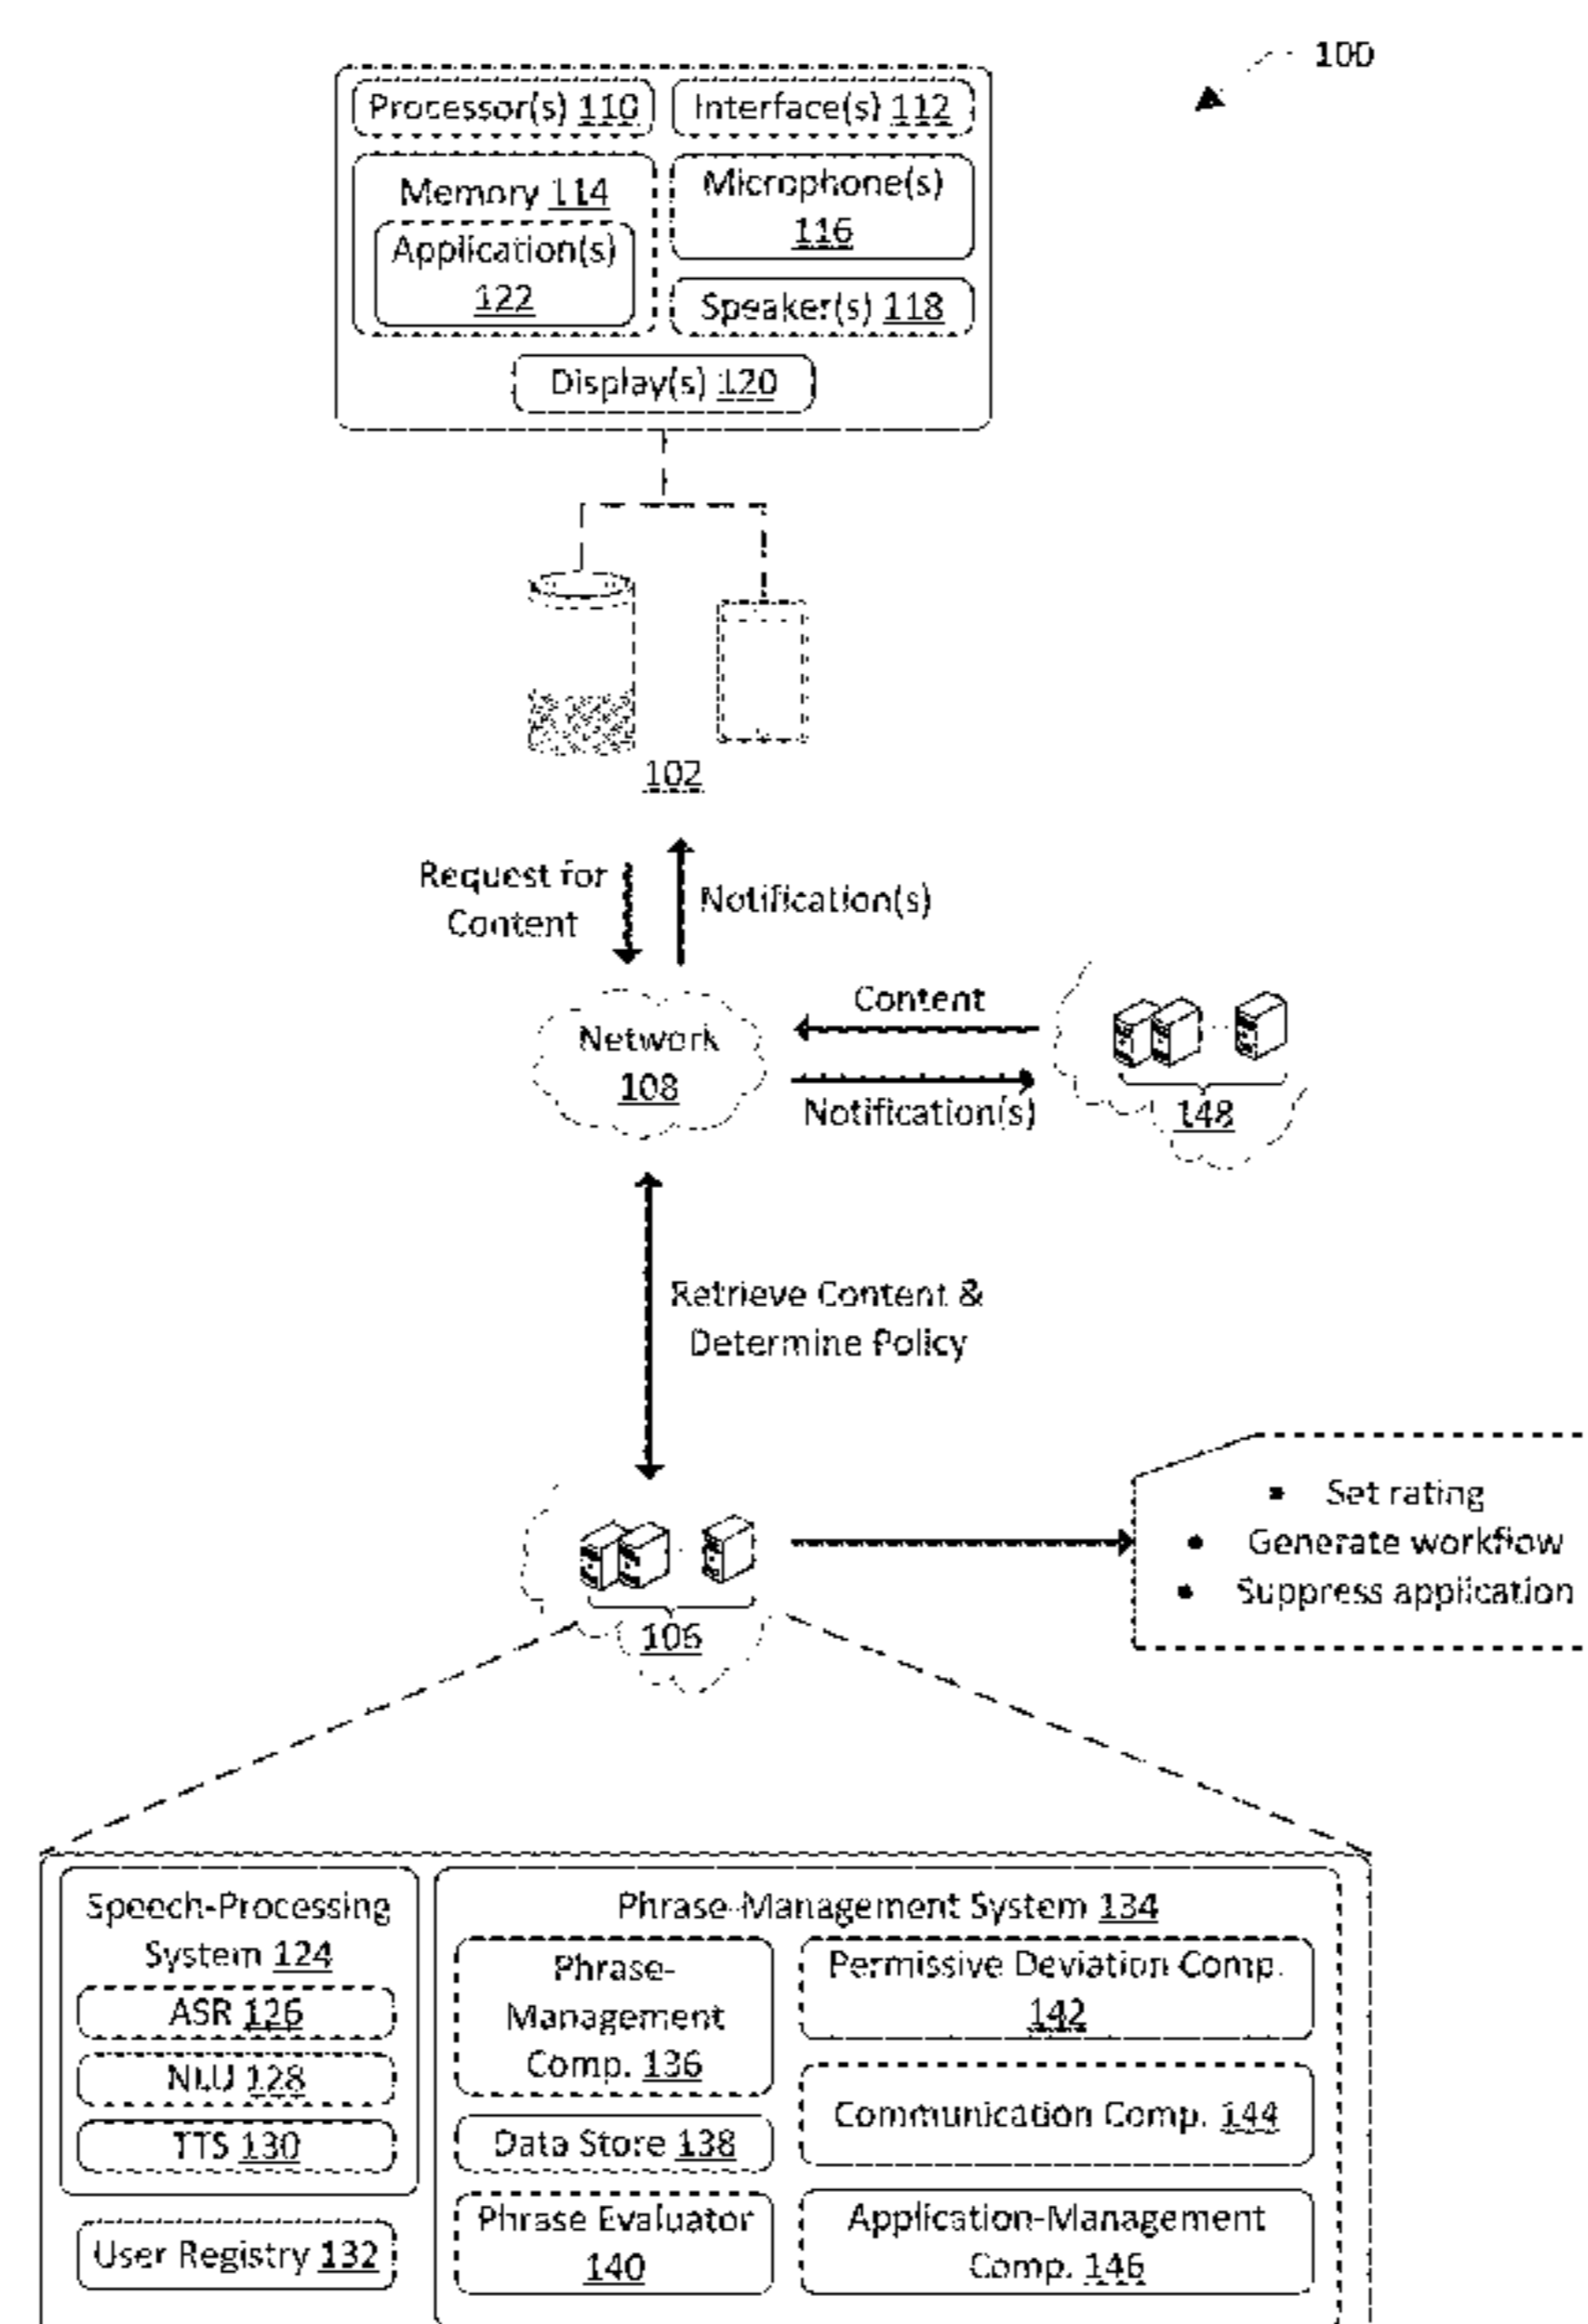 100
Processor(s) 110
Interface(s) 112
Memory 114
Application(s)
122
Microphone(s)
116
Speaker(s) 118
Display(s) 120
102
Request for
Content
Notification(s)
Network
108
Content
Notification(s)
148
Retrieve Content &
Determine Policy
106
• Set rating
• Generate workflow
• Suppress application
Speech-Processing
System 124
ASR 126
NLU 128
TTS 130
User Registry 132
Phrase-Management System 134
Phrase-
Management
Comp. 136
Data Store 138
Phrase Evaluator
140
Permissive Deviation Comp.
142
Communication Comp. 144
Application-Management
Comp. 146